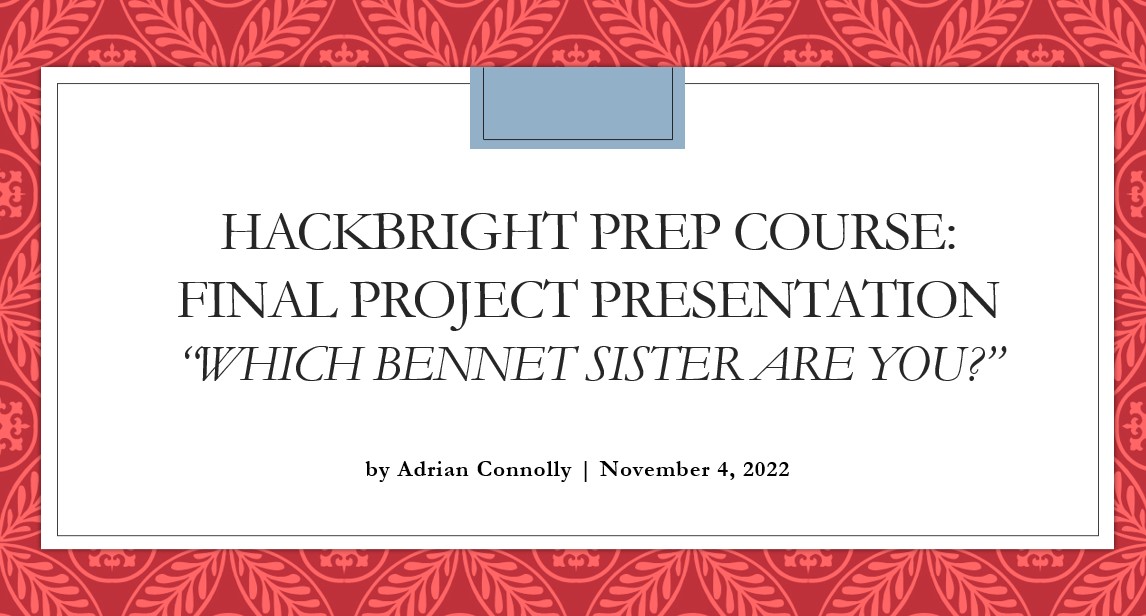 HACKBRIGHT PREP COURSE:
FINAL PROJECT PRESENTATION
“WHICH BENNET SISTER ARE YOU?”
by Adrian Connolly | November 4, 2022